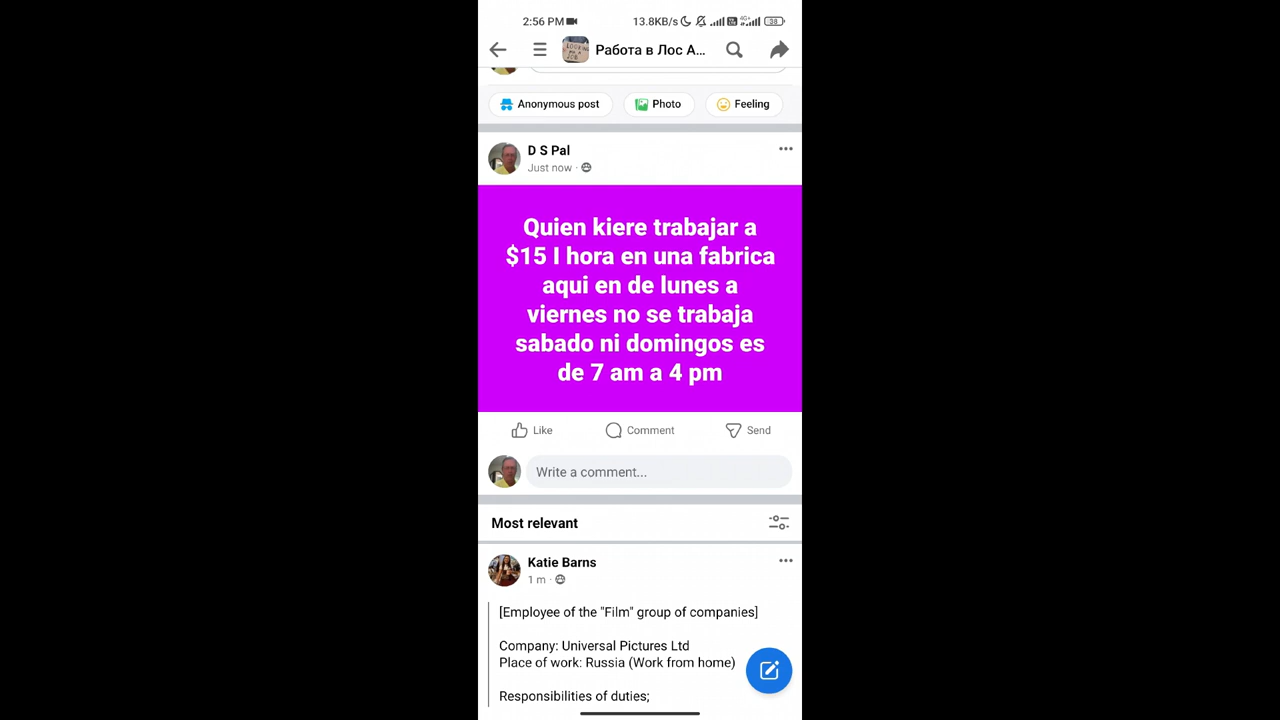 2:56 PM 13.8KB/s 4G+ 38
Работа в Лос А...
Anonymous post Photo Feeling
D S Pal
Just now ·
Quien kiere trabajar a
$15 l hora en una fabrica
aqui en de lunes a
viernes no se trabaja
sabado ni domingos es
de 7 am a 4 pm
Like Comment Send
Write a comment...
Most relevant
Katie Barns
1 m ·
[Employee of the "Film" group of companies]
Company: Universal Pictures Ltd
Place of work: Russia (Work from home)
Responsibilities of duties;